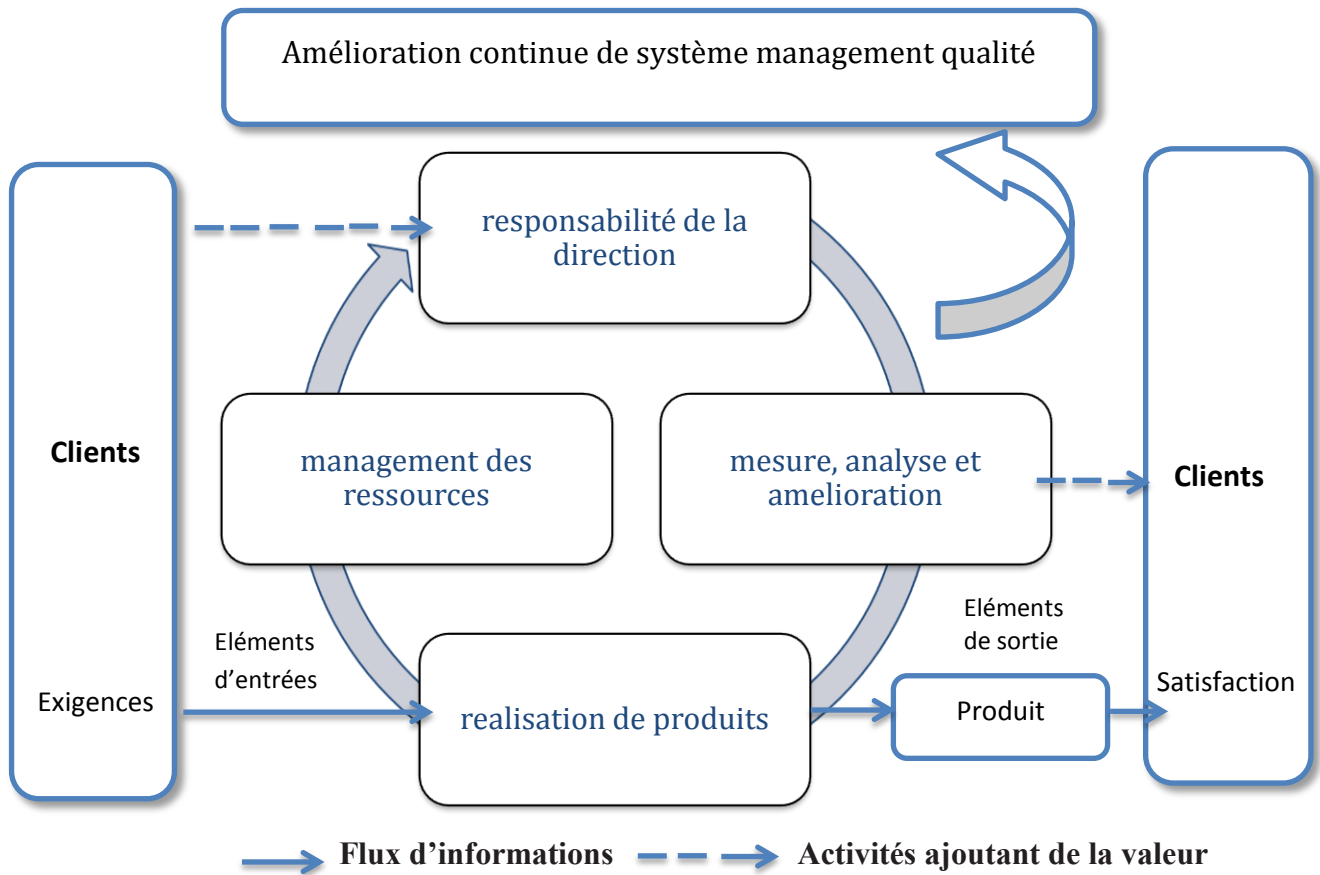 Amélioration continue de système management qualité
responsabilité de la
direction
Clients
management des
ressources
mesure, analyse et
amelioration
Clients
Eléments
d’entrées
Eléments
de sortie
Exigences
realisation de produits
Produit
Satisfaction
Flux d’informations
Activités ajoutant de la valeur